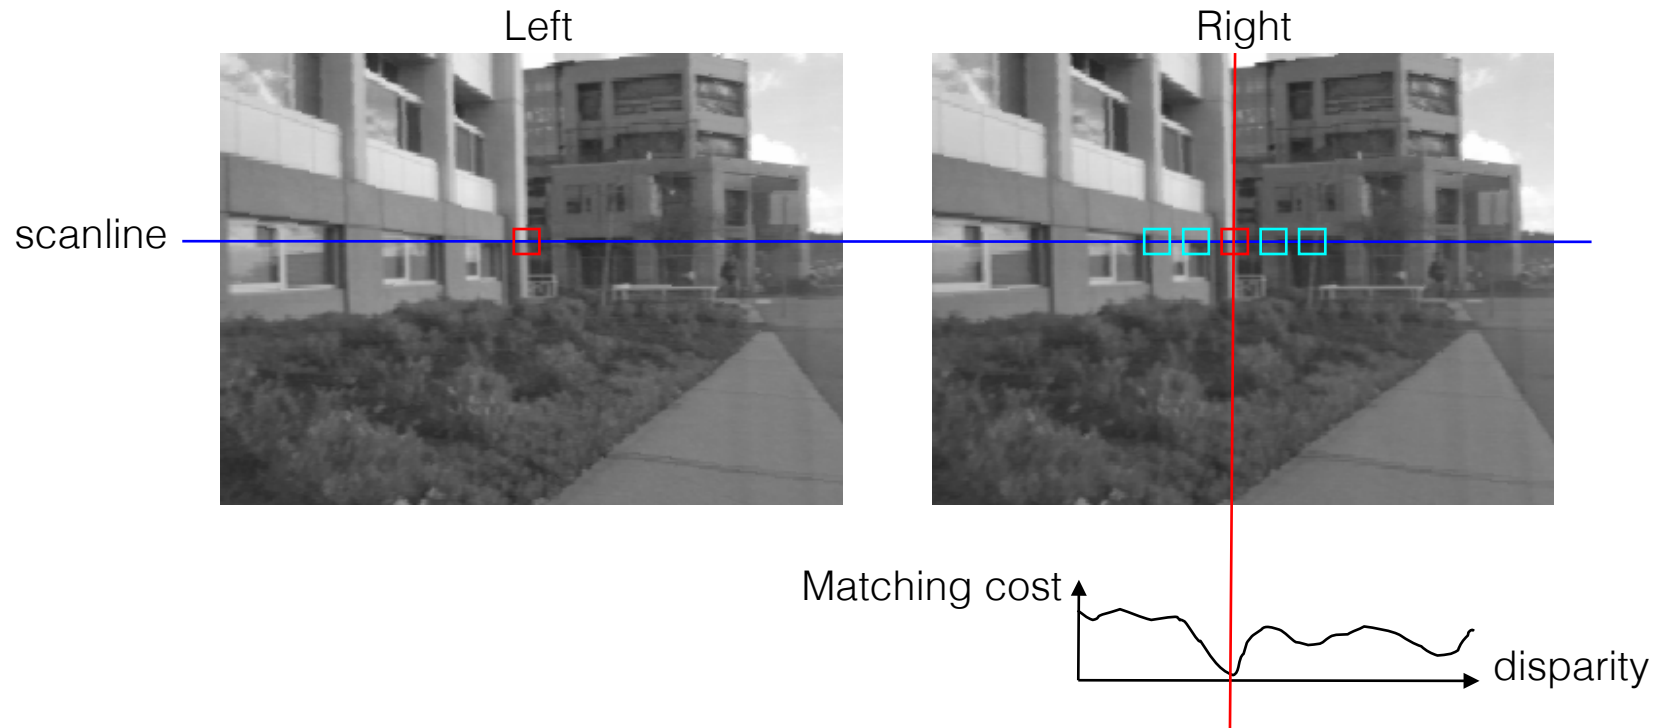 Left
Right
scanline
Matching cost
disparity